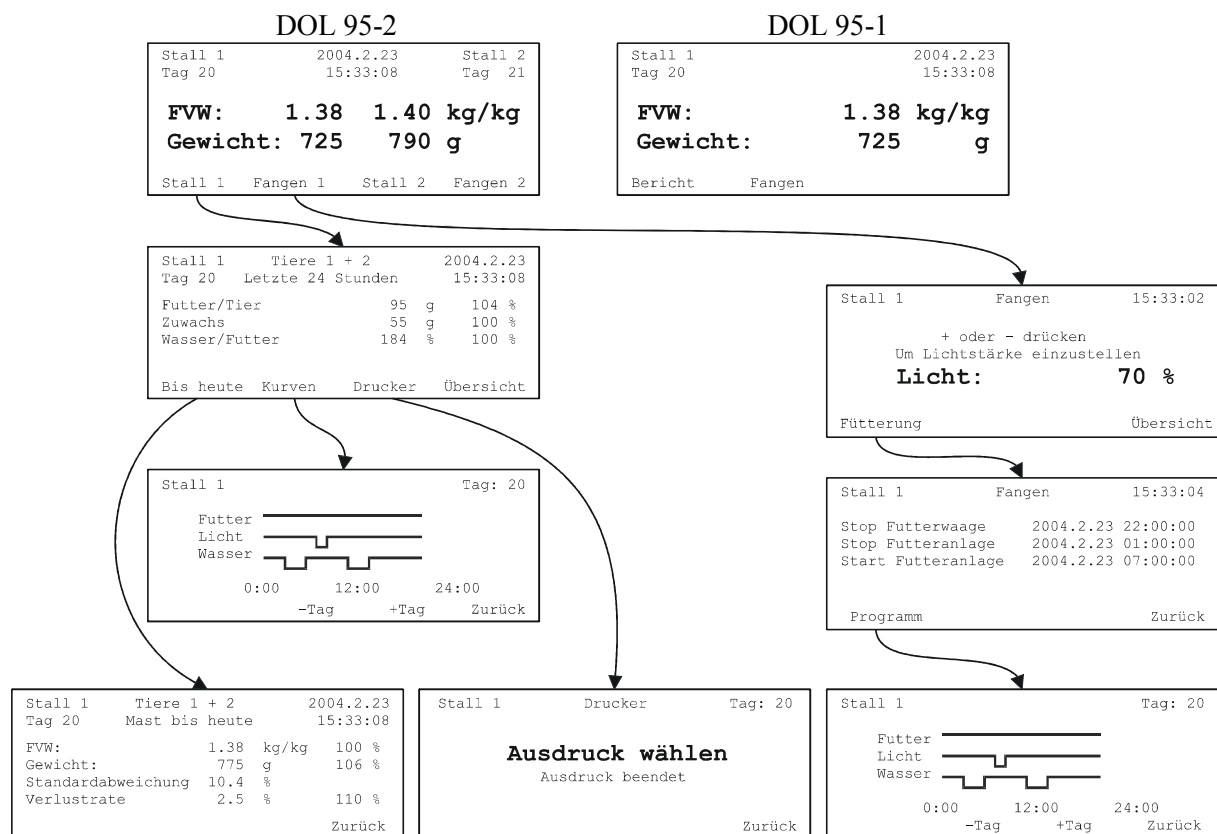 DOL 95-2
DOL 95-1
Stall 1 2004.2.23 Stall 2
Tag 20 15:33:08 Tag 21
FVW: 1.38 1.40 kg/kg
Gewicht: 725 790 g
Stall 1 Fangen 1 Stall 2 Fangen 2
Stall 1 2004.2.23
Tag 20 15:33:08
FVW: 1.38 kg/kg
Gewicht: 725 g
Bericht Fangen
Stall 1 Tiere 1 + 2 2004.2.23
Tag 20 Letzte 24 Stunden 15:33:08
Futter/Tier 95 g 104 %
Zuwachs 55 g 100 %
Wasser/Futter 184 % 100 %
Bis heute Kurven Drucker Übersicht
Stall 1 Fangen 15:33:02
+ oder - drücken
Um Lichtstärke einzustellen
Licht: 70 %
Fütterung Übersicht
Stall 1 Tag: 20
Futter
Licht
Wasser
0:00 12:00 24:00
-Tag +Tag Zurück
Stall 1 Fangen 15:33:04
Stop Futterwaage 2004.2.23 22:00:00
Stop Futteranlage 2004.2.23 01:00:00
Start Futteranlage 2004.2.23 07:00:00
Programm Zurück
Stall 1 Tiere 1 + 2 2004.2.23
Tag 20 Mast bis heute 15:33:08
FVW: 1.38 kg/kg 100 %
Gewicht: 775 g 106 %
Standardabweichung 10.4 %
Verlustrate 2.5 % 110 %
Zurück
Stall 1 Drucker Tag: 20
Ausdruck wählen
Ausdruck beendet
Zurück
Stall 1 Tag: 20
Futter
Licht
Wasser
0:00 12:00 24:00
-Tag +Tag Zurück